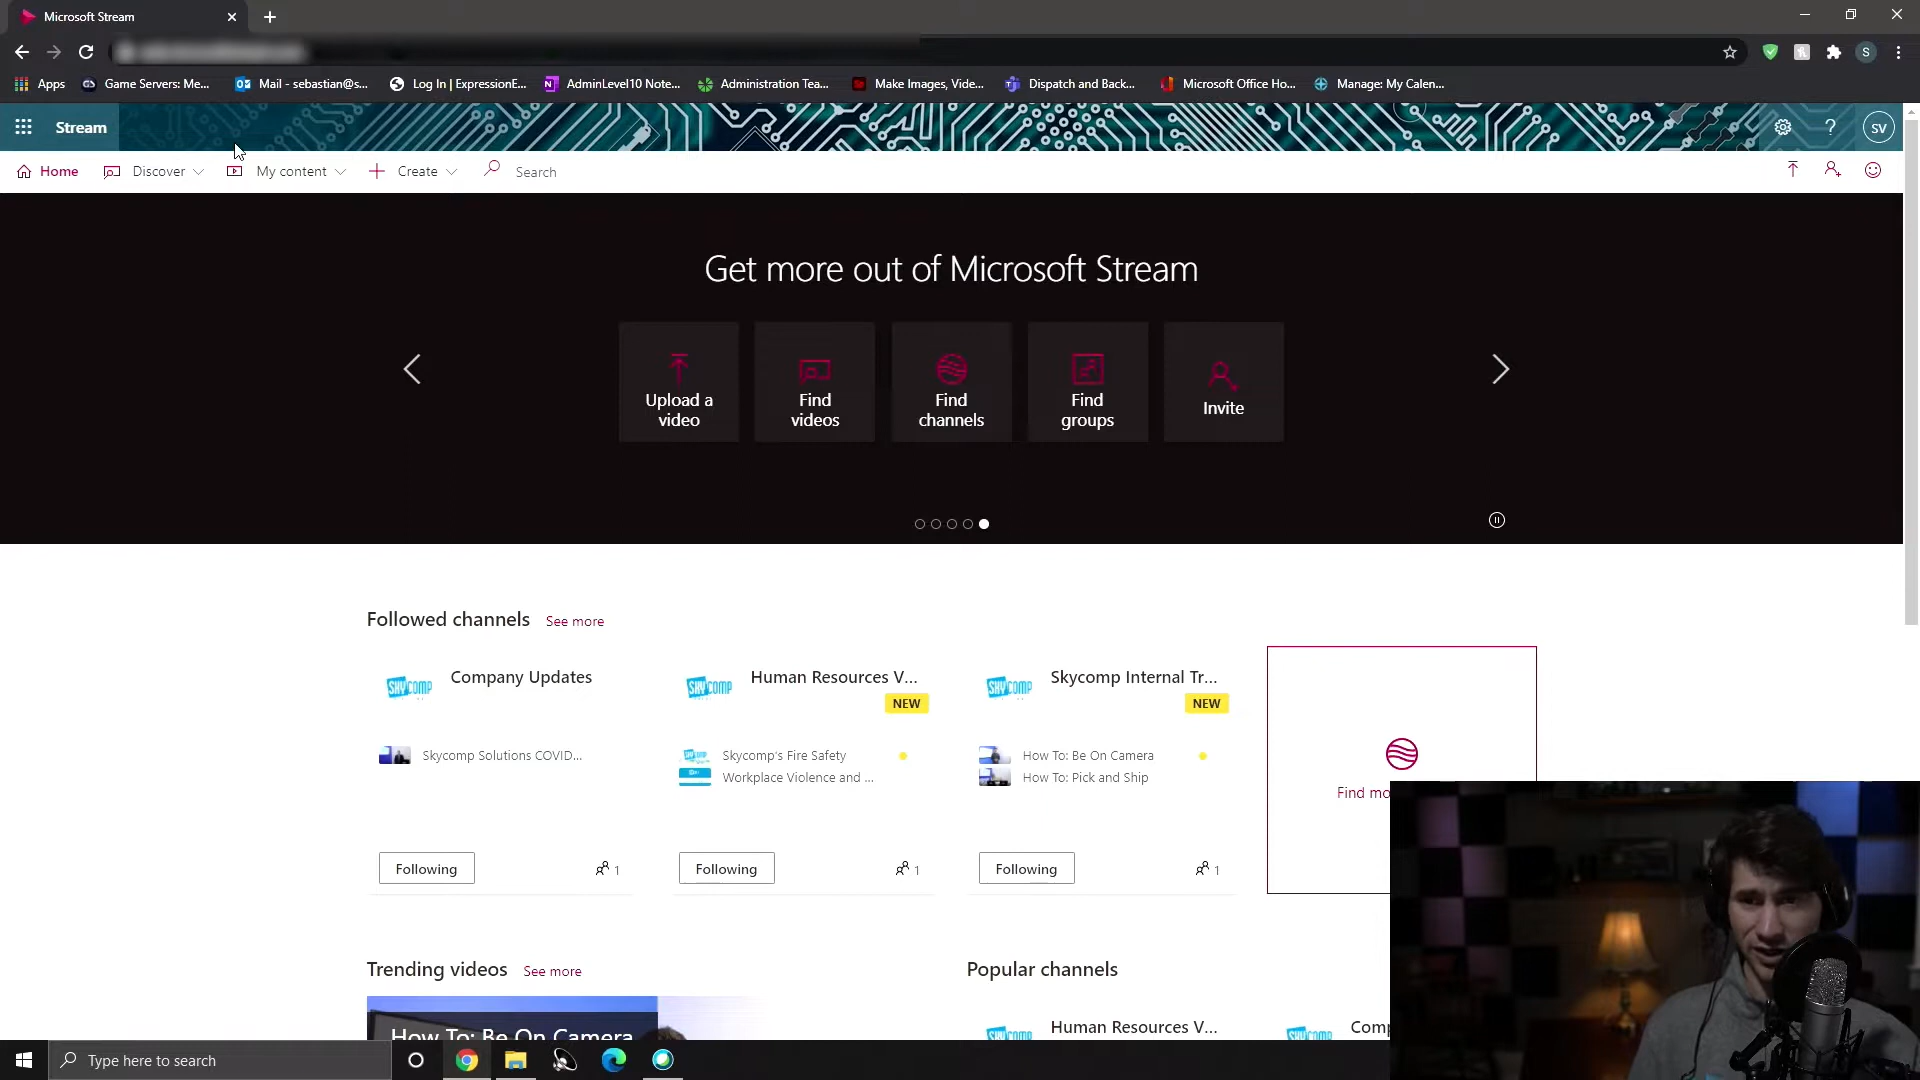 Microsoft Stream
Apps
Game Servers: Me...
Mail - sebastian@s...
Log In | ExpressionE...
AdminLevel10 Note...
Administration Tea...
Make Images, Vide...
Dispatch and Back...
Microsoft Office Ho...
Manage: My Calen...
S
Stream
?
SV
Home
Discover
My content
Create
Search
Get more out of Microsoft Stream
Upload a
video
Find
videos
Find
channels
Find
groups
Invite
Followed channels
See more
Company Updates
Human Resources V...
Skycomp Internal Tr...
SKYCOMP
SKYCOMP
SKYCOMP
NEW
NEW
Skycomp Solutions COVID...
Skycomp's Fire Safety
Workplace Violence and ...
How To: Be On Camera
How To: Pick and Ship
Find mo
Following
1
Following
1
Following
1
Trending videos
See more
Popular channels
How To: Be On Camera
SKYCOMP
Human Resources V...
SKYCOMP
Comp
Type here to search